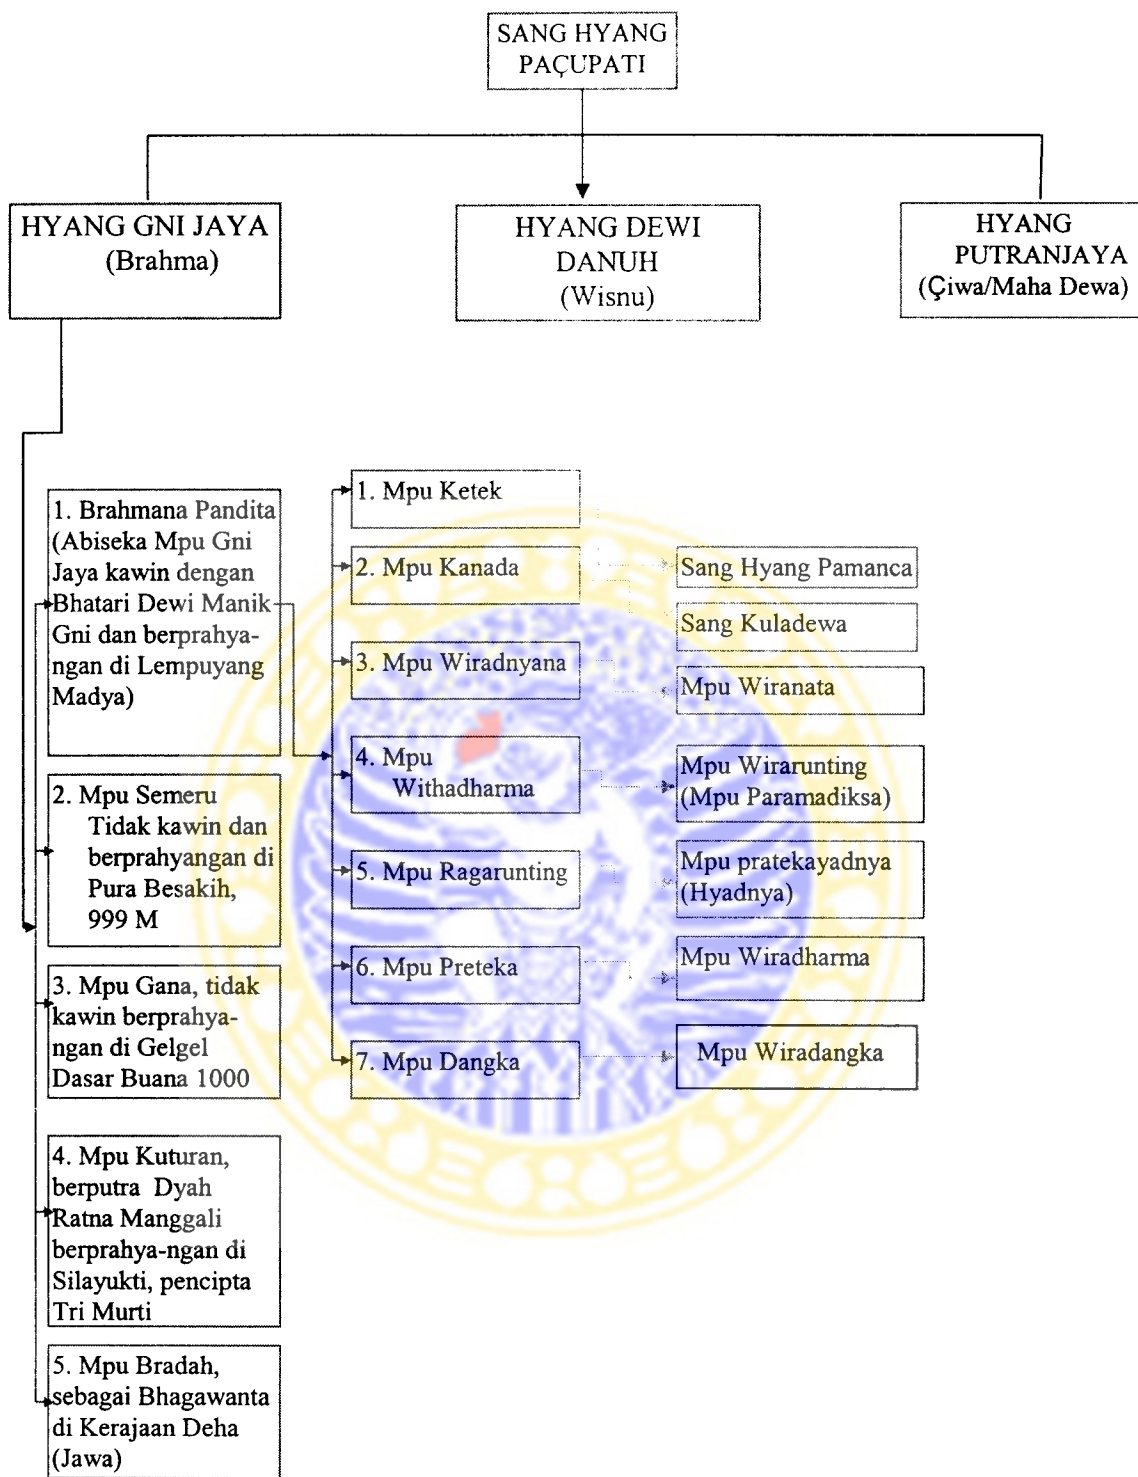 SANG HYANG
PAÇUPATI
HYANG GNI JAYA
(Brahma)
HYANG DEWI
DANUH
(Wisnu)
HYANG
PUTRANJAYA
(Çiwa/Maha Dewa)
1. Brahmana Pandita
(Abiseka Mpu Gni
Jaya kawin dengan
Bhatari Dewi Manik
Gni dan berprahya-
ngan di Lempuyang
Madya)
2. Mpu Semeru
Tidak kawin dan
berprahyangan di
Pura Besakih,
999 M
3. Mpu Gana, tidak
kawin berprahya-
ngan di Gelgel
Dasar Buana 1000
4. Mpu Kuturan,
berputra Dyah
Ratna Manggali
berprahya-ngan di
Silayukti, pencipta
Tri Murti
5. Mpu Bradah,
sebagai Bhagawanta
di Kerajaan Deha
(Jawa)
1. Mpu Ketek
2. Mpu Kanada
3. Mpu Wiradnyana
4. Mpu
Withadharma
5. Mpu Ragarunting
6. Mpu Preteka
7. Mpu Dangka
Sang Hyang Pamanca
Sang Kuladewa
Mpu Wiranata
Mpu Wirarunting
(Mpu Paramadiksa)
Mpu pratekayadnya
(Hyadnya)
Mpu Wiradharma
Mpu Wiradangka